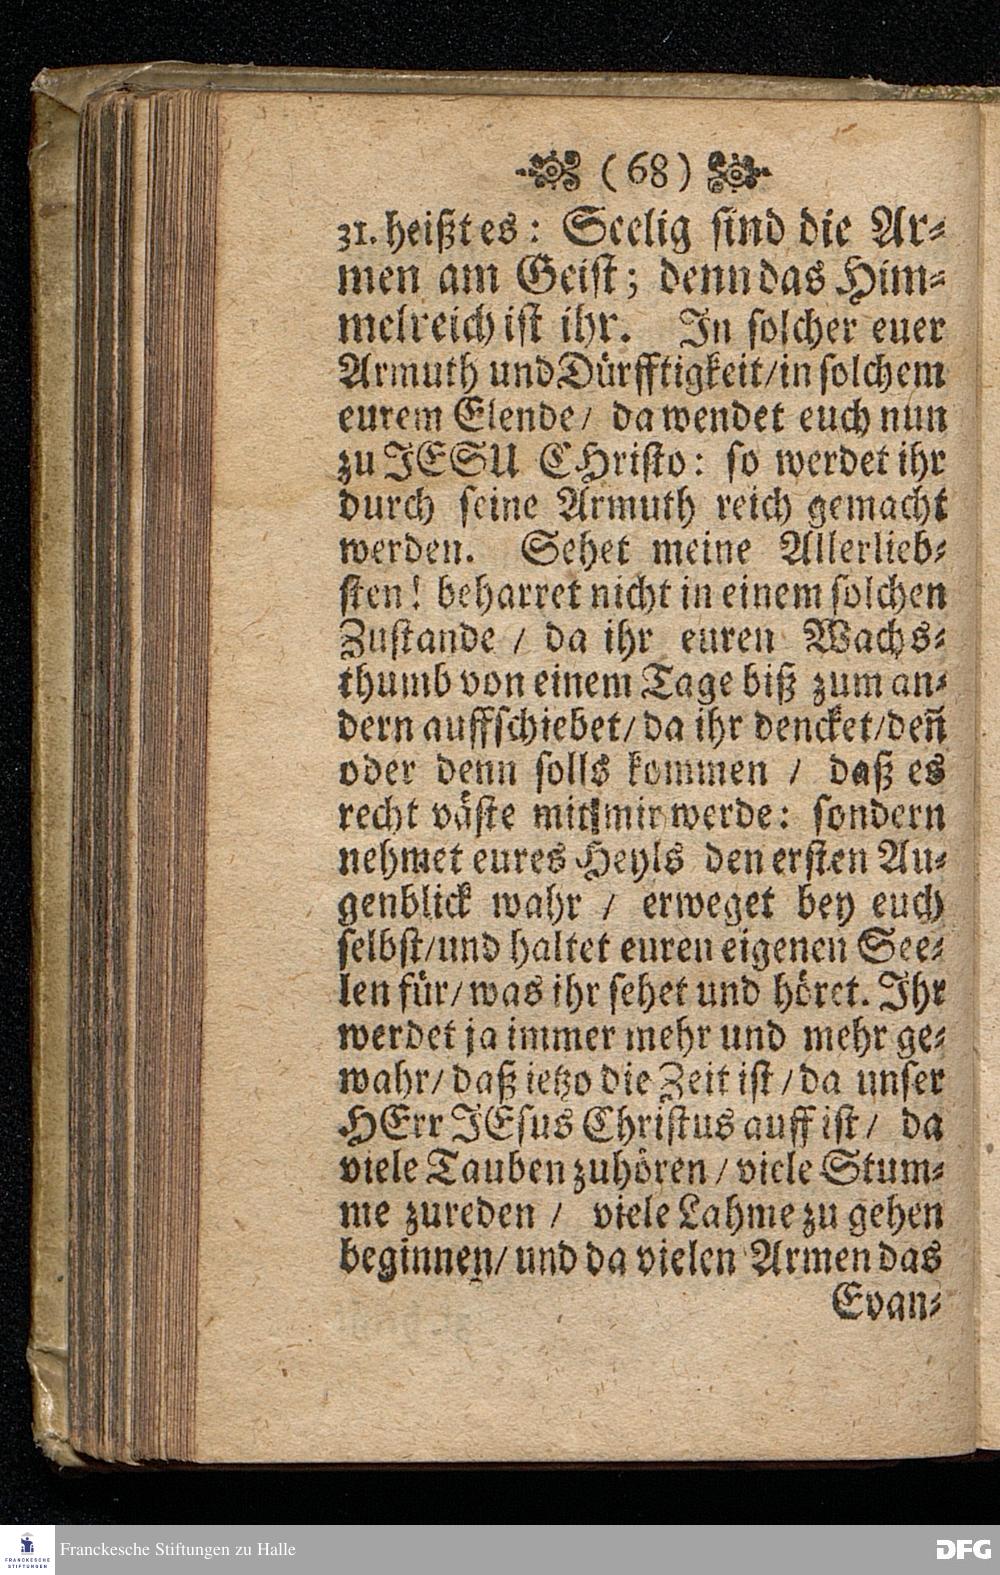 (68)
31. heißt es: Seelig sind die Ar-
men am Geist; denn das Him-
melreich ist ihr. In solcher euer
Armuth und Dürfftigkeit/ in solchem
eurem Elende/ da wendet euch nun
zu JESU CHristo: so werdet ihr
durch seine Armuth reich gemacht
werden. Sehet meine Allerlieb-
sten! beharret nicht in einem solchen
Zustande / da ihr euren Wachs-
thumb von einem Tage biß zum an-
dern auffschiebet/ da ihr dencket/ deñ
oder denn solls kommen / daß es
recht väste mit mir werde: sondern
nehmet eures Heyls den ersten Au-
genblick wahr / erweget bey euch
selbst/ und haltet euren eigenen See-
len für/ was ihr sehet und höret. Ihr
werdet ja immer mehr und mehr ge-
wahr/ daß ietzo die Zeit ist / da unser
HErr JEsus Christus auff ist/ da
viele Tauben zuhören / viele Stum-
me zureden / viele Lahme zu gehen
beginnen/ und da vielen Armen das
Evan-
FRANCKESCHE
STIFTUNGEN
Franckesche Stiftungen zu Halle
DFG